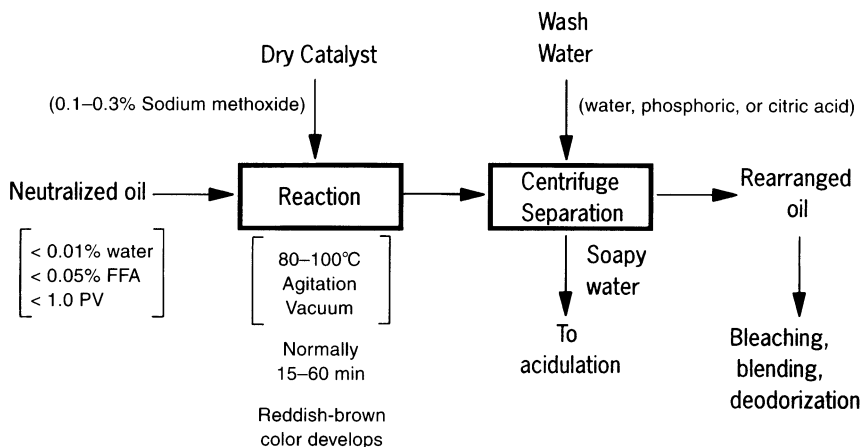 Dry Catalyst
(0.1–0.3% Sodium methoxide)
Wash
Water
(water, phosphoric, or citric acid)
Neutralized oil
< 0.01% water
< 0.05% FFA
< 1.0 PV
Reaction
80–100°C
Agitation
Vacuum
Normally
15–60 min
Reddish-brown
color develops
Centrifuge
Separation
Soapy
water
To
acidulation
Rearranged
oil
Bleaching,
blending,
deodorization